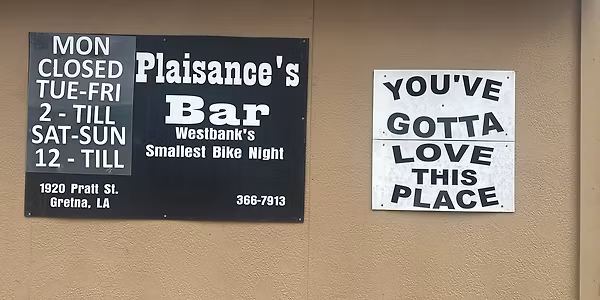 MON
CLOSED
TUE-FRI
2 - TILL
SAT-SUN
12 - TILL
Plaisance's
Bar
Westbank's
Smallest Bike Night
1920 Pratt St.
Gretna, LA
366-7913
YOU'VE
GOTTA
LOVE
THIS
PLACE